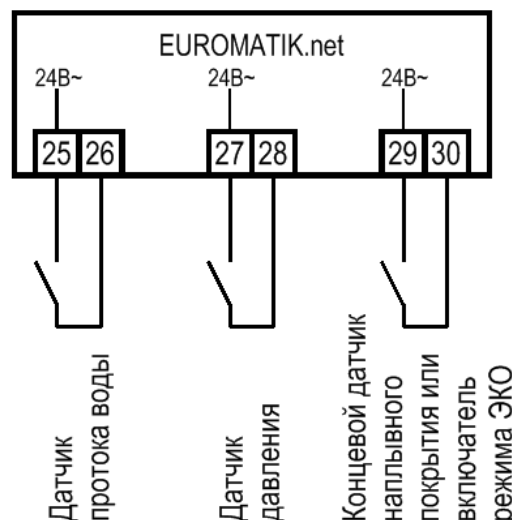 EUROMATIK.net
24В~ 24В~ 24В~
25 26 27 28 29 30
Датчик
протока воды
Датчик
давления
Концевой датчик
наплывного
покрытия или
включатель
режима ЭКО